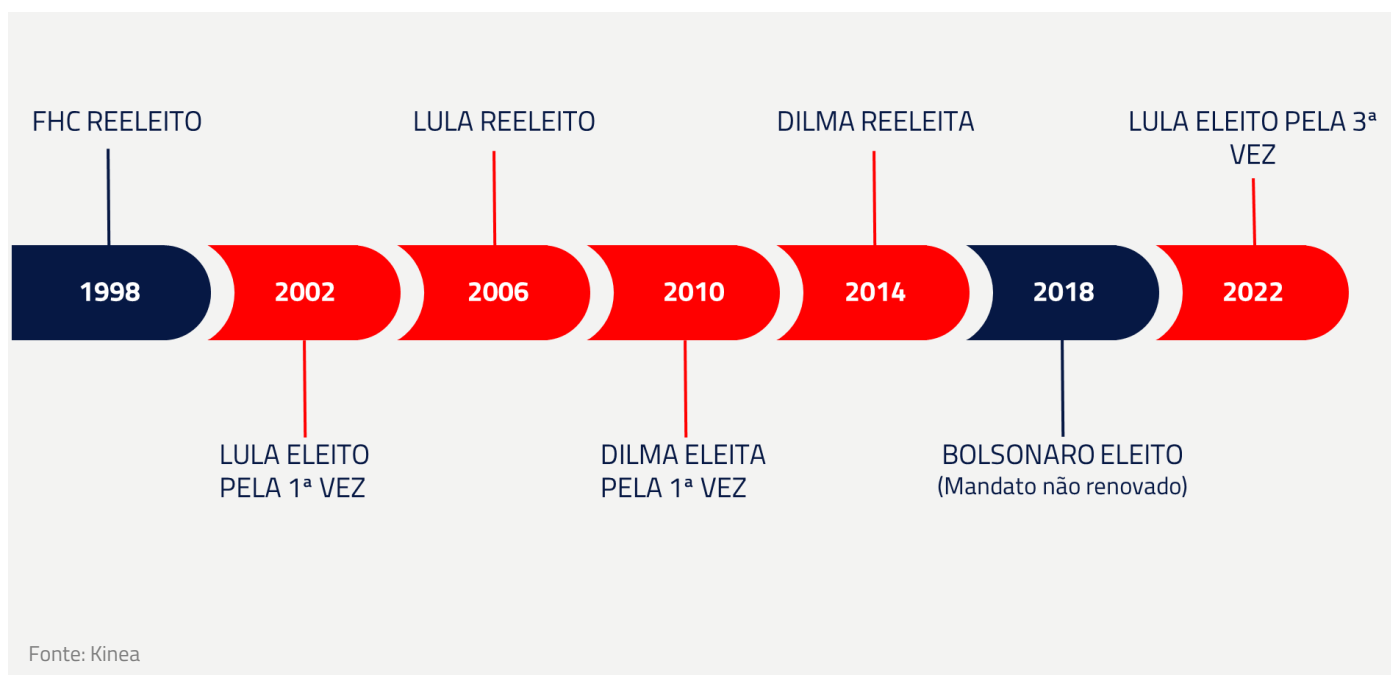 FHC REELEITO
LULA REELEITO
DILMA REELEITA
LULA ELEITO PELA 3ª
VEZ
1998
2002
2006
2010
2014
2018
2022
LULA ELEITO
PELA 1ª VEZ
DILMA ELEITA
PELA 1ª VEZ
BOLSONARO ELEITO
(Mandato não renovado)
Fonte: Kinea